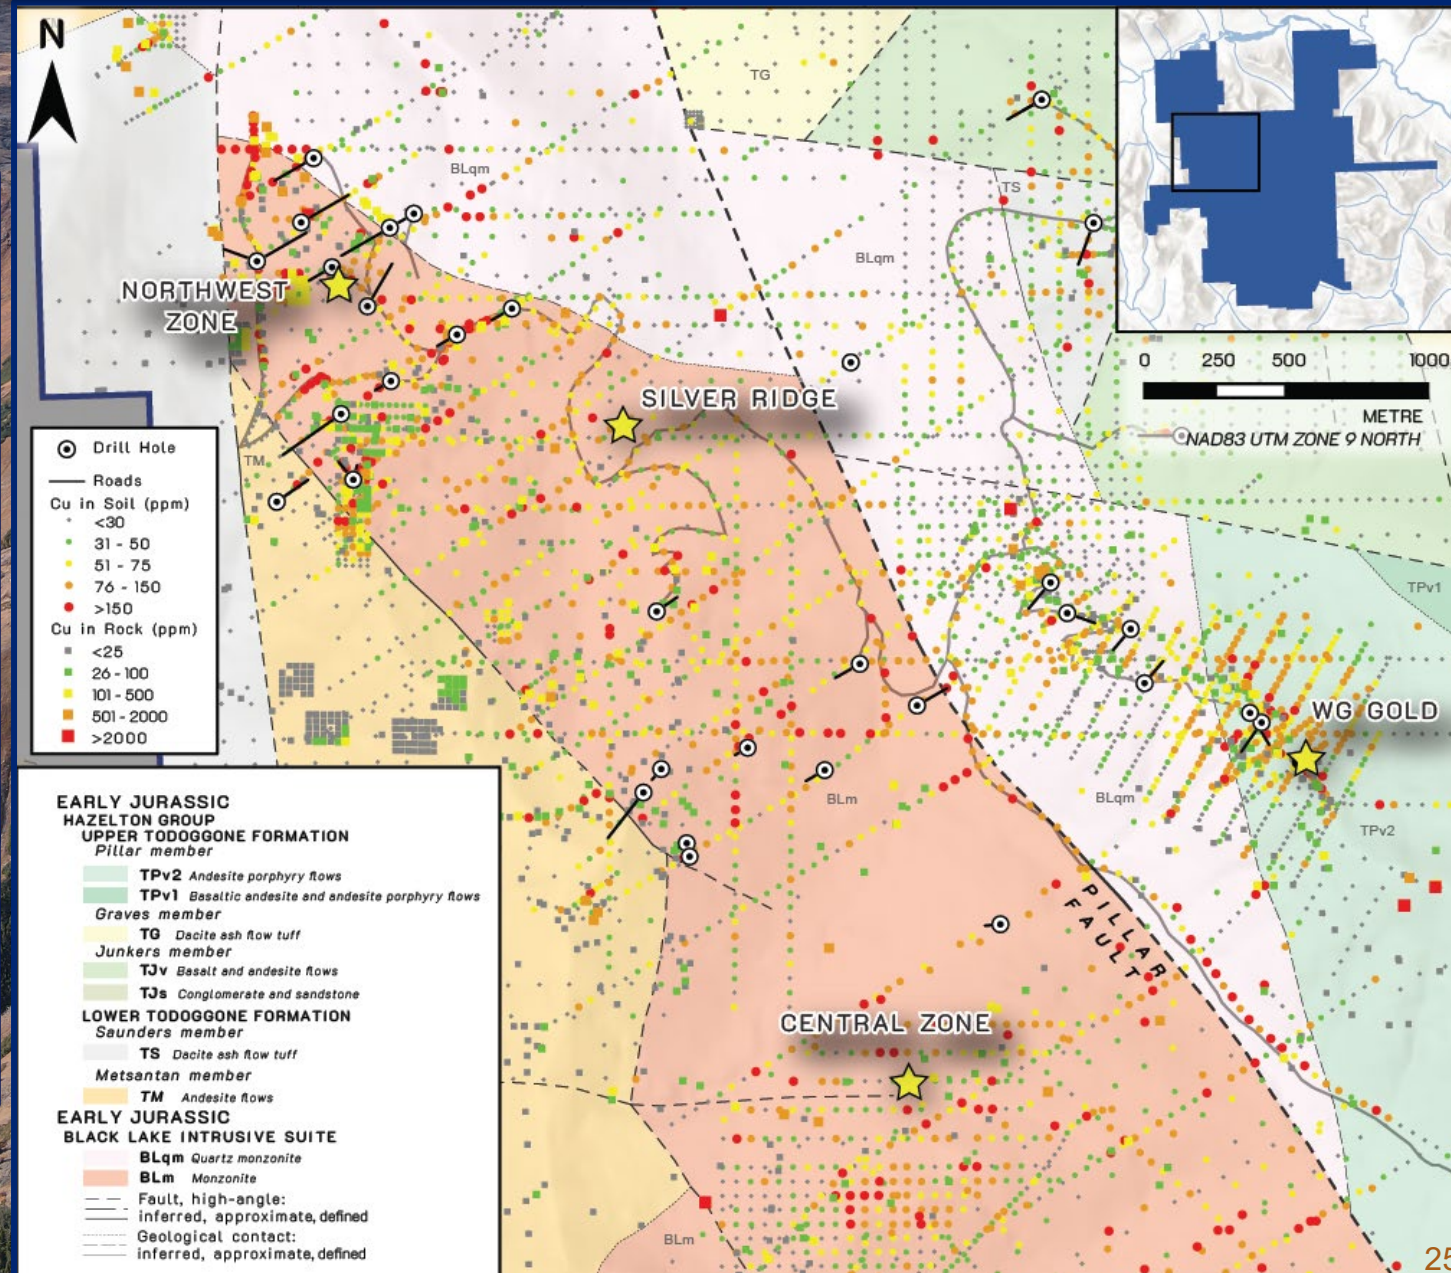 N
TG
BLqm
TS
BLqm
NORTHWEST
ZONE
0 250 500 1000
METRE
NAD83 UTM ZONE 9 NORTH
SILVER RIDGE
TM
Drill Hole
Roads
Cu in Soil (ppm)
<30
31 - 50
51 - 75
76 - 150
>150
Cu in Rock (ppm)
<25
26 - 100
101 - 500
501 - 2000
>2000
TPv1
WG GOLD
BLm
BLqm
TPv2
PILLAR
FAULT
CENTRAL ZONE
BLm
EARLY JURASSIC
HAZELTON GROUP
UPPER TODOGGONE FORMATION
Pillar member
TPv2 Andesite porphyry flows
TPv1 Basaltic andesite and andesite porphyry flows
Graves member
TG Dacite ash flow tuff
Junkers member
TJv Basalt and andesite flows
TJs Conglomerate and sandstone
LOWER TODOGGONE FORMATION
Saunders member
TS Dacite ash flow tuff
Metsantan member
TM Andesite flows
EARLY JURASSIC
BLACK LAKE INTRUSIVE SUITE
BLqm Quartz monzonite
BLm Monzonite
Fault, high-angle:
inferred, approximate, defined
Geological contact:
inferred, approximate, defined
25